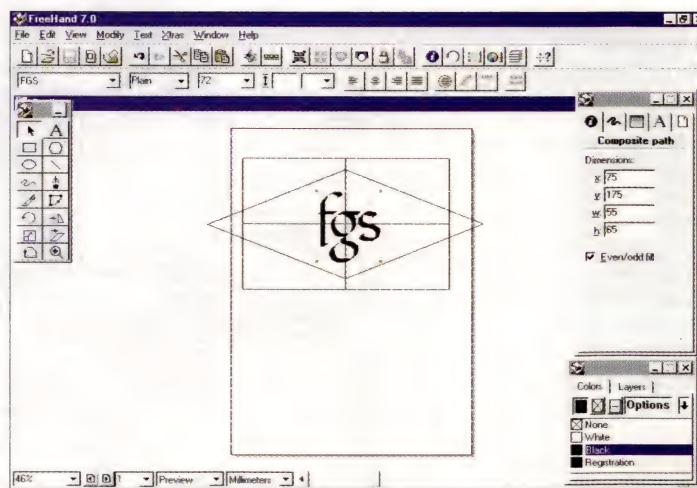 FreeHand 7.0
File Edit View Modify Text Xtras Window Help
FGS Plain 72
A
A
Composite path
Dimensions:
x: 75
y: 175
w: 55
h: 65
Even/odd fill
fgs
Colors Layers
Options
None
White
Black
Registration
46% 1 Preview Millimeters